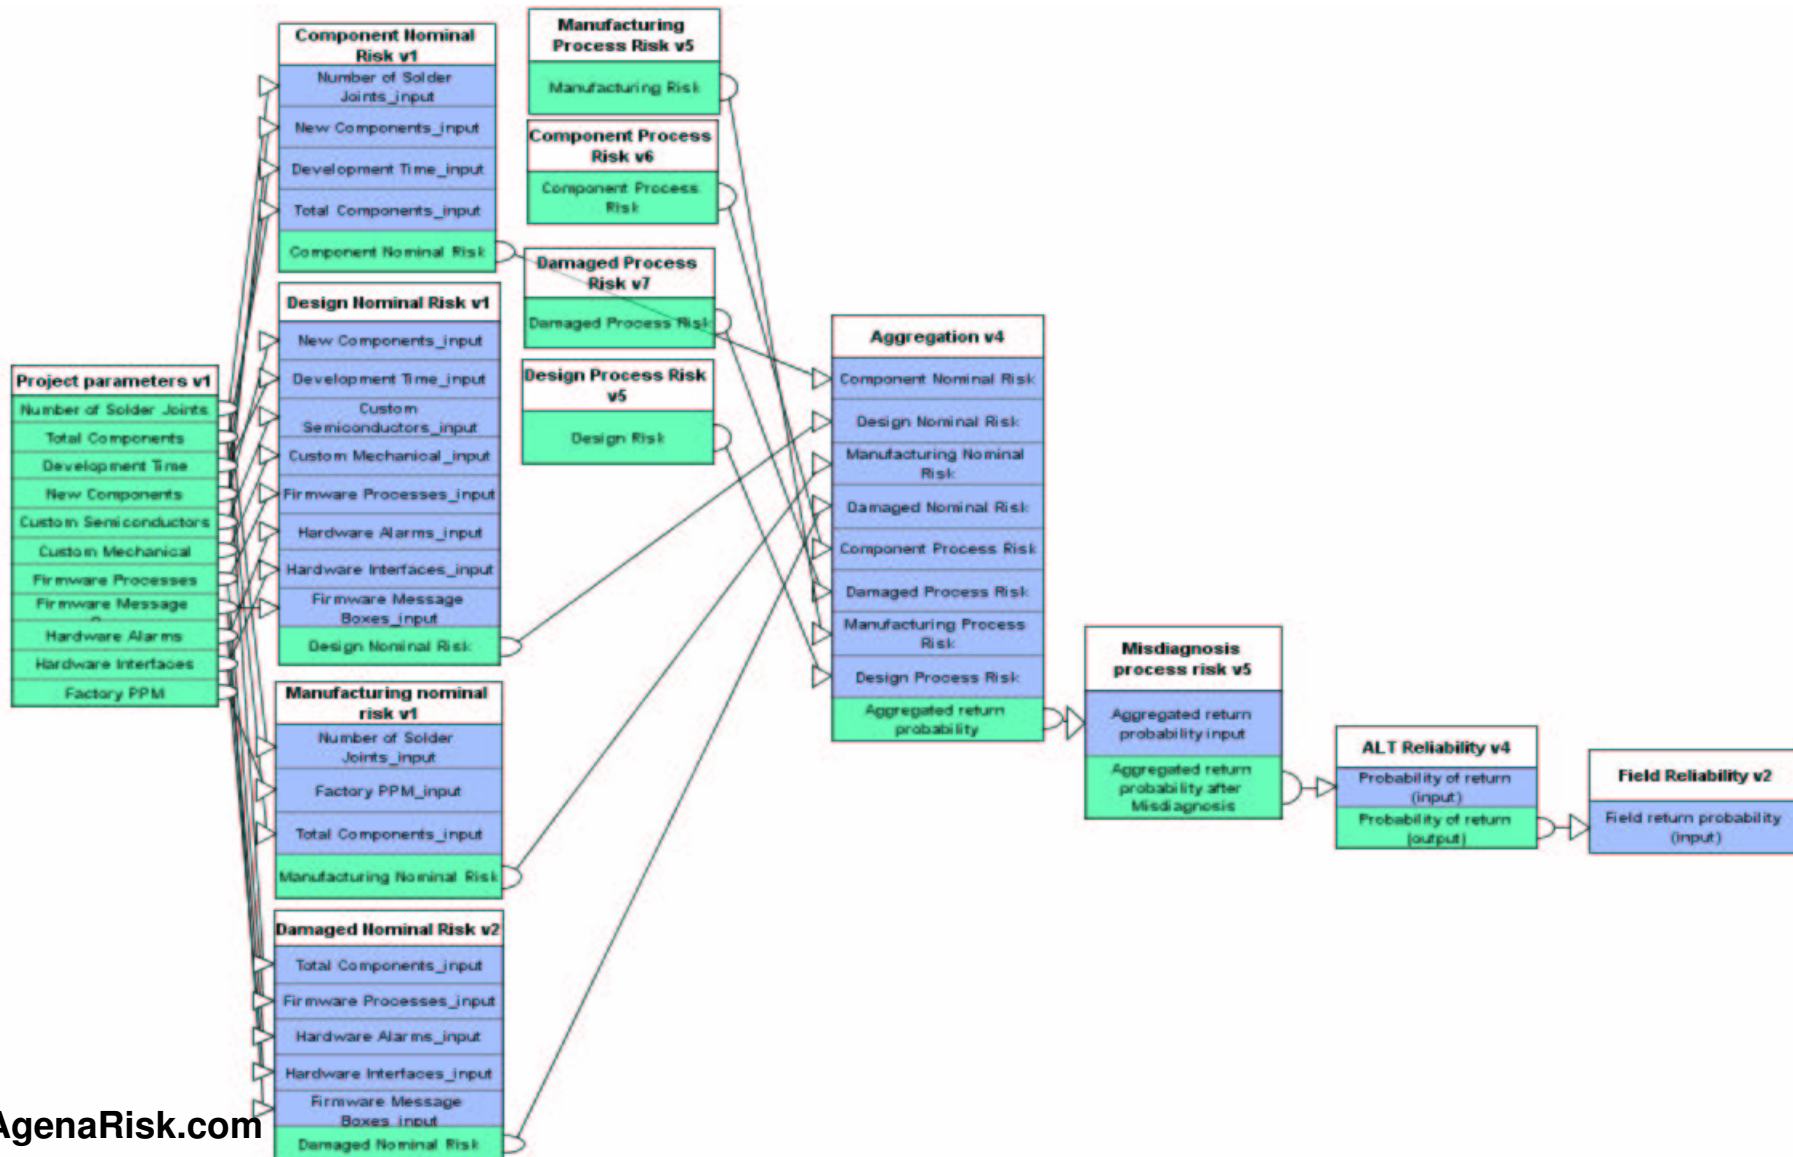 Project parameters v1
Number of Solder Joints
Total Components
Development Time
New Components
Custom Semiconductors
Custom Mechanical
Firmware Processes
Firmware Message
Hardware Alarms
Hardware Interfaces
Factory PPM
Component Nominal
Risk v1
Number of Solder
Joints_input
New Components_input
Development Time_input
Total Components_input
Component Nominal Risk
Design Nominal Risk v1
New Components_input
Development Time_input
Custom
Semiconductors_input
Custom Mechanical_input
Firmware Processes_input
Hardware Alarms_input
Hardware Interfaces_input
Firmware Message
Boxes_input
Design Nominal Risk
Manufacturing nominal
risk v1
Number of Solder
Joints_input
Factory PPM_input
Total Components_input
Manufacturing Nominal Risk
Damaged Nominal Risk v2
Total Components_input
Firmware Processes_input
Hardware Alarms_input
Hardware Interfaces_input
Firmware Message
Boxes_input
Damaged Nominal Risk
Manufacturing
Process Risk v5
Manufacturing Risk
Component Process
Risk v6
Component Process
Risk
Damaged Process
Risk v7
Damaged Process Risk
Design Process Risk
v5
Design Risk
Aggregation v4
Component Nominal Risk
Design Nominal Risk
Manufacturing Nominal
Risk
Damaged Nominal Risk
Component Process Risk
Damaged Process Risk
Manufacturing Process
Risk
Design Process Risk
Aggregated return
probability
Misdiagnosis
process risk v5
Aggregated return
probability input
Aggregated return
probability after
Misdiagnosis
ALT Reliability v4
Probability of return
(input)
Probability of return
(output)
Field Reliability v2
Field return probability
(input)
AgenaRisk.com